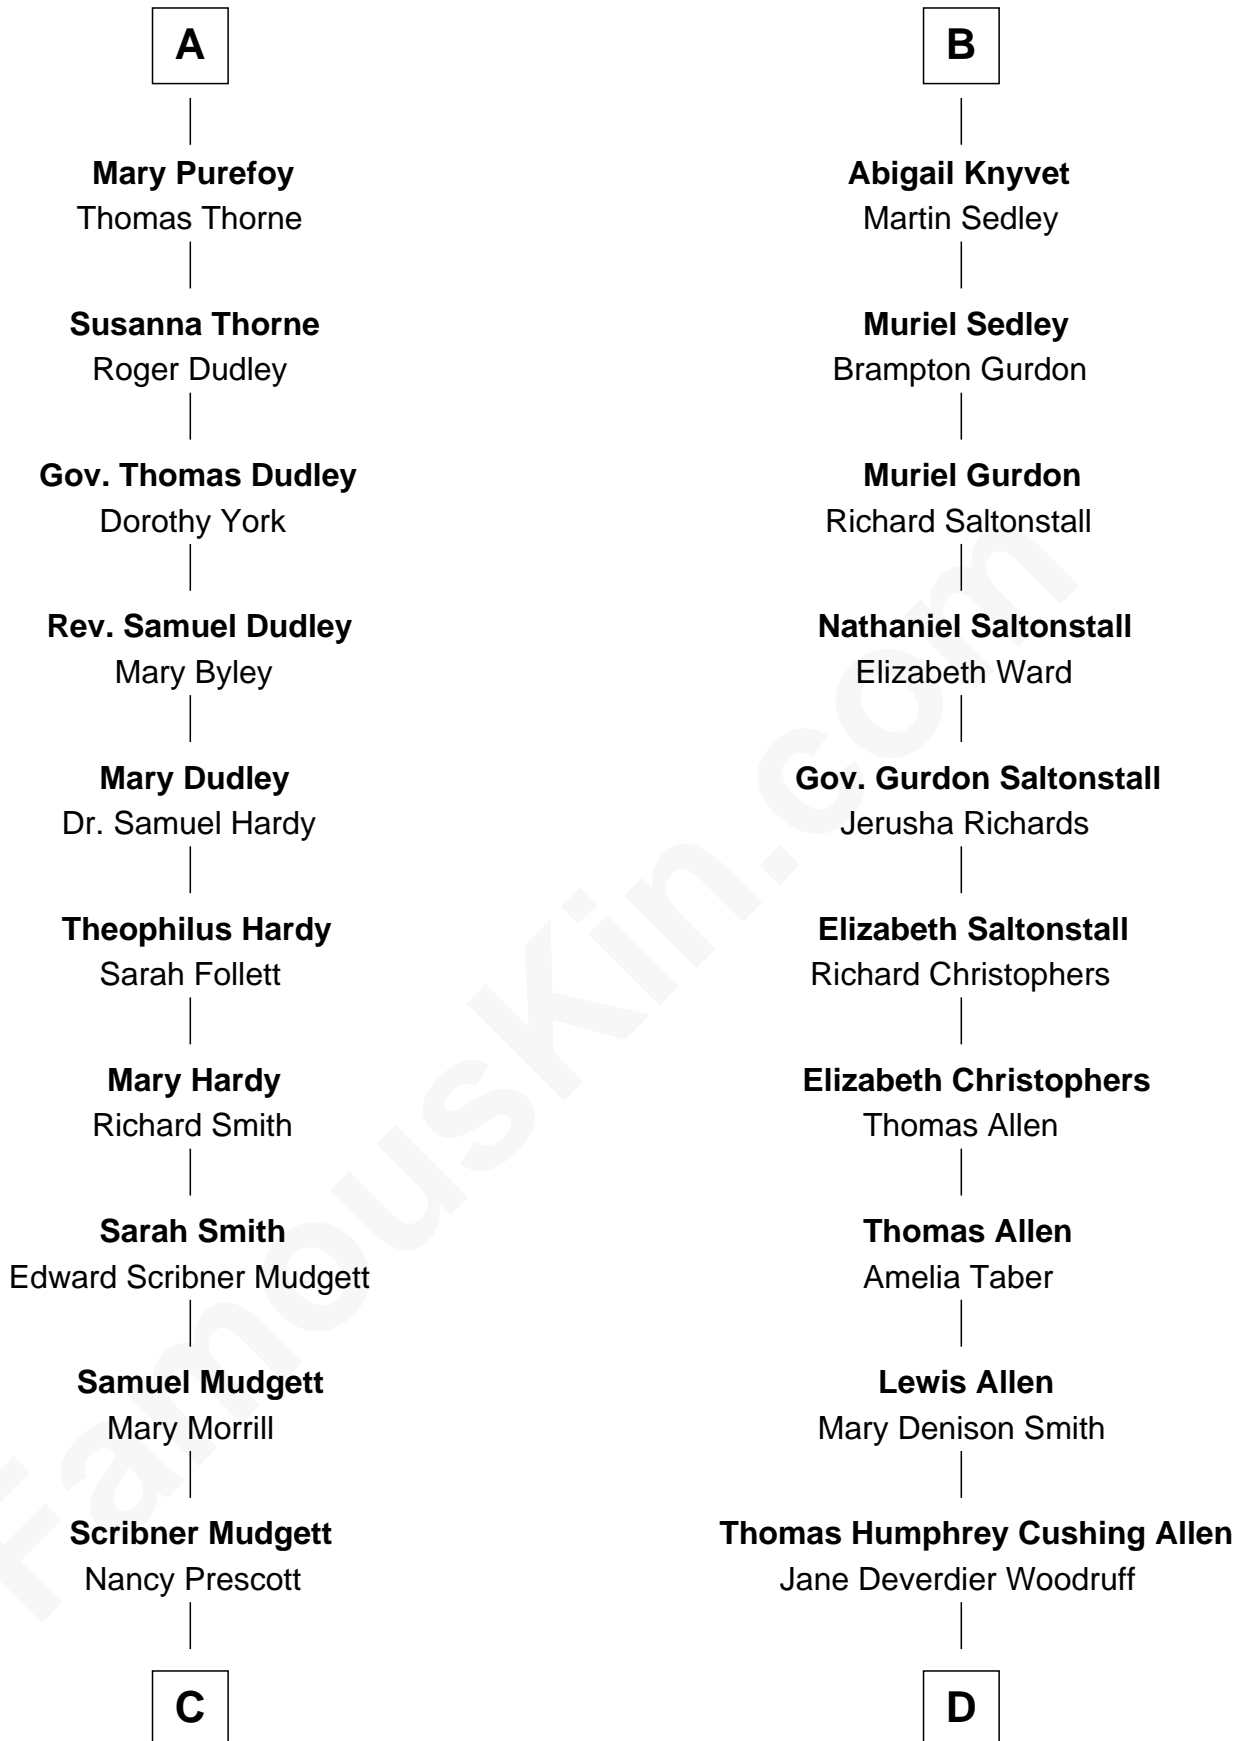 A
Mary Purefoy
Thomas Thorne
Susanna Thorne
Roger Dudley
Gov. Thomas Dudley
Dorothy York
Rev. Samuel Dudley
Mary Byley
Mary Dudley
Dr. Samuel Hardy
Theophilus Hardy
Sarah Follett
Mary Hardy
Richard Smith
Sarah Smith
Edward Scribner Mudgett
Samuel Mudgett
Mary Morrill
Scribner Mudgett
Nancy Prescott
C
B
Abigail Knyvet
Martin Sedley
Muriel Sedley
Brampton Gurdon
Muriel Gurdon
Richard Saltonstall
Nathaniel Saltonstall
Elizabeth Ward
Gov. Gurdon Saltonstall
Jerusha Richards
Elizabeth Saltonstall
Richard Christophers
Elizabeth Christophers
Thomas Allen
Thomas Allen
Amelia Taber
Lewis Allen
Mary Denison Smith
Thomas Humphrey Cushing Allen
Jane Deverdier Woodruff
D
FamousKin.com